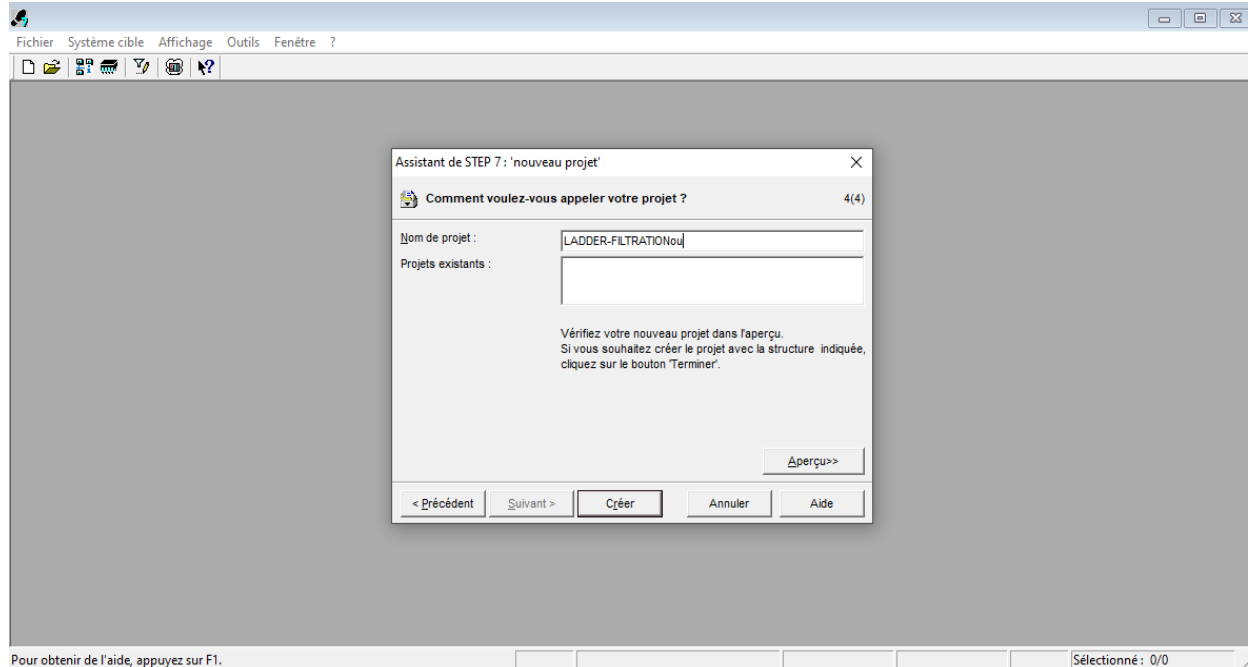 Fichier Système cible Affichage Outils Fenêtre ?
Assistant de STEP 7 : 'nouveau projet'
Comment voulez-vous appeler votre projet ? 4(4)
Nom de projet : LADDER-FILTRATIONou
Projets existants :
Vérifiez votre nouveau projet dans l'aperçu.
Si vous souhaitez créer le projet avec la structure indiquée,
cliquez sur le bouton 'Terminer'.
Aperçu>>
< Précédent Suivant > Créer Annuler Aide
Pour obtenir de l'aide, appuyez sur F1. Sélectionné : 0/0